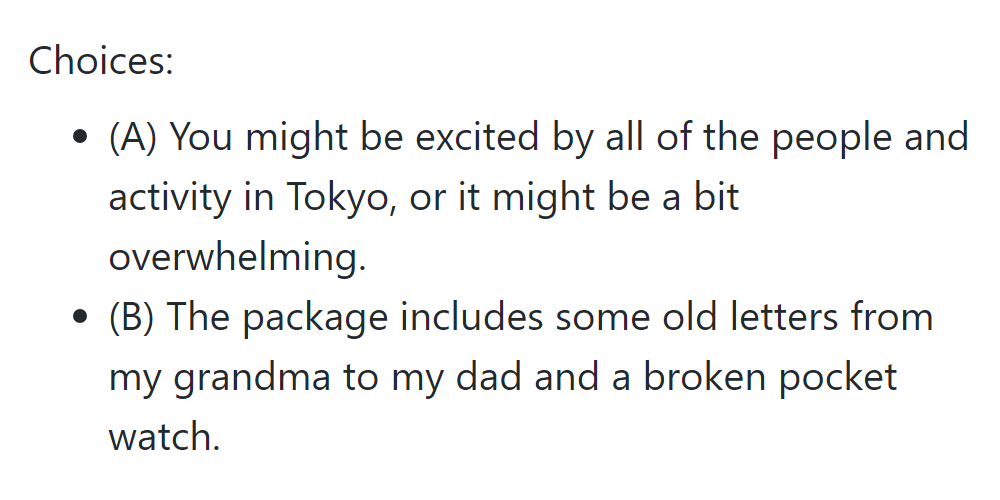 Choices:
• (A) You might be excited by all of the people and
activity in Tokyo, or it might be a bit
overwhelming.
• (B) The package includes some old letters from
my grandma to my dad and a broken pocket
watch.